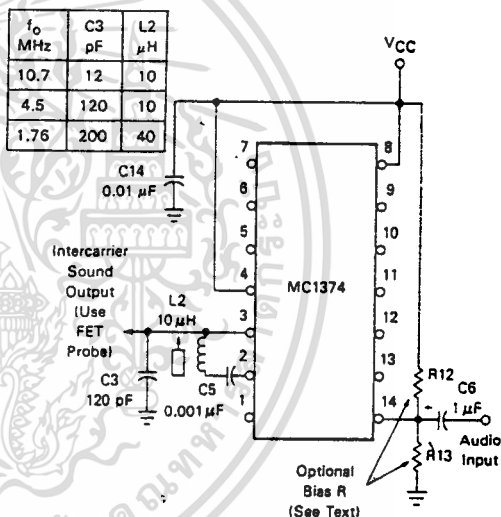 fo MHz C3 pF L2 μH
10.7 12 10
4.5 120 10
1.76 200 40
VCC
C14
0.01 μF
7
6
5
4
3
2
1
8
9
10
11
12
13
14
MC1374
Intercarrier
Sound
Output
(Use
FET
Probe)
L2
10 μH
C3
120 pF
C5
0.001 μF
R12
C6
1 μF
Audio
Input
R13
Optional
Bias R
(See Text)